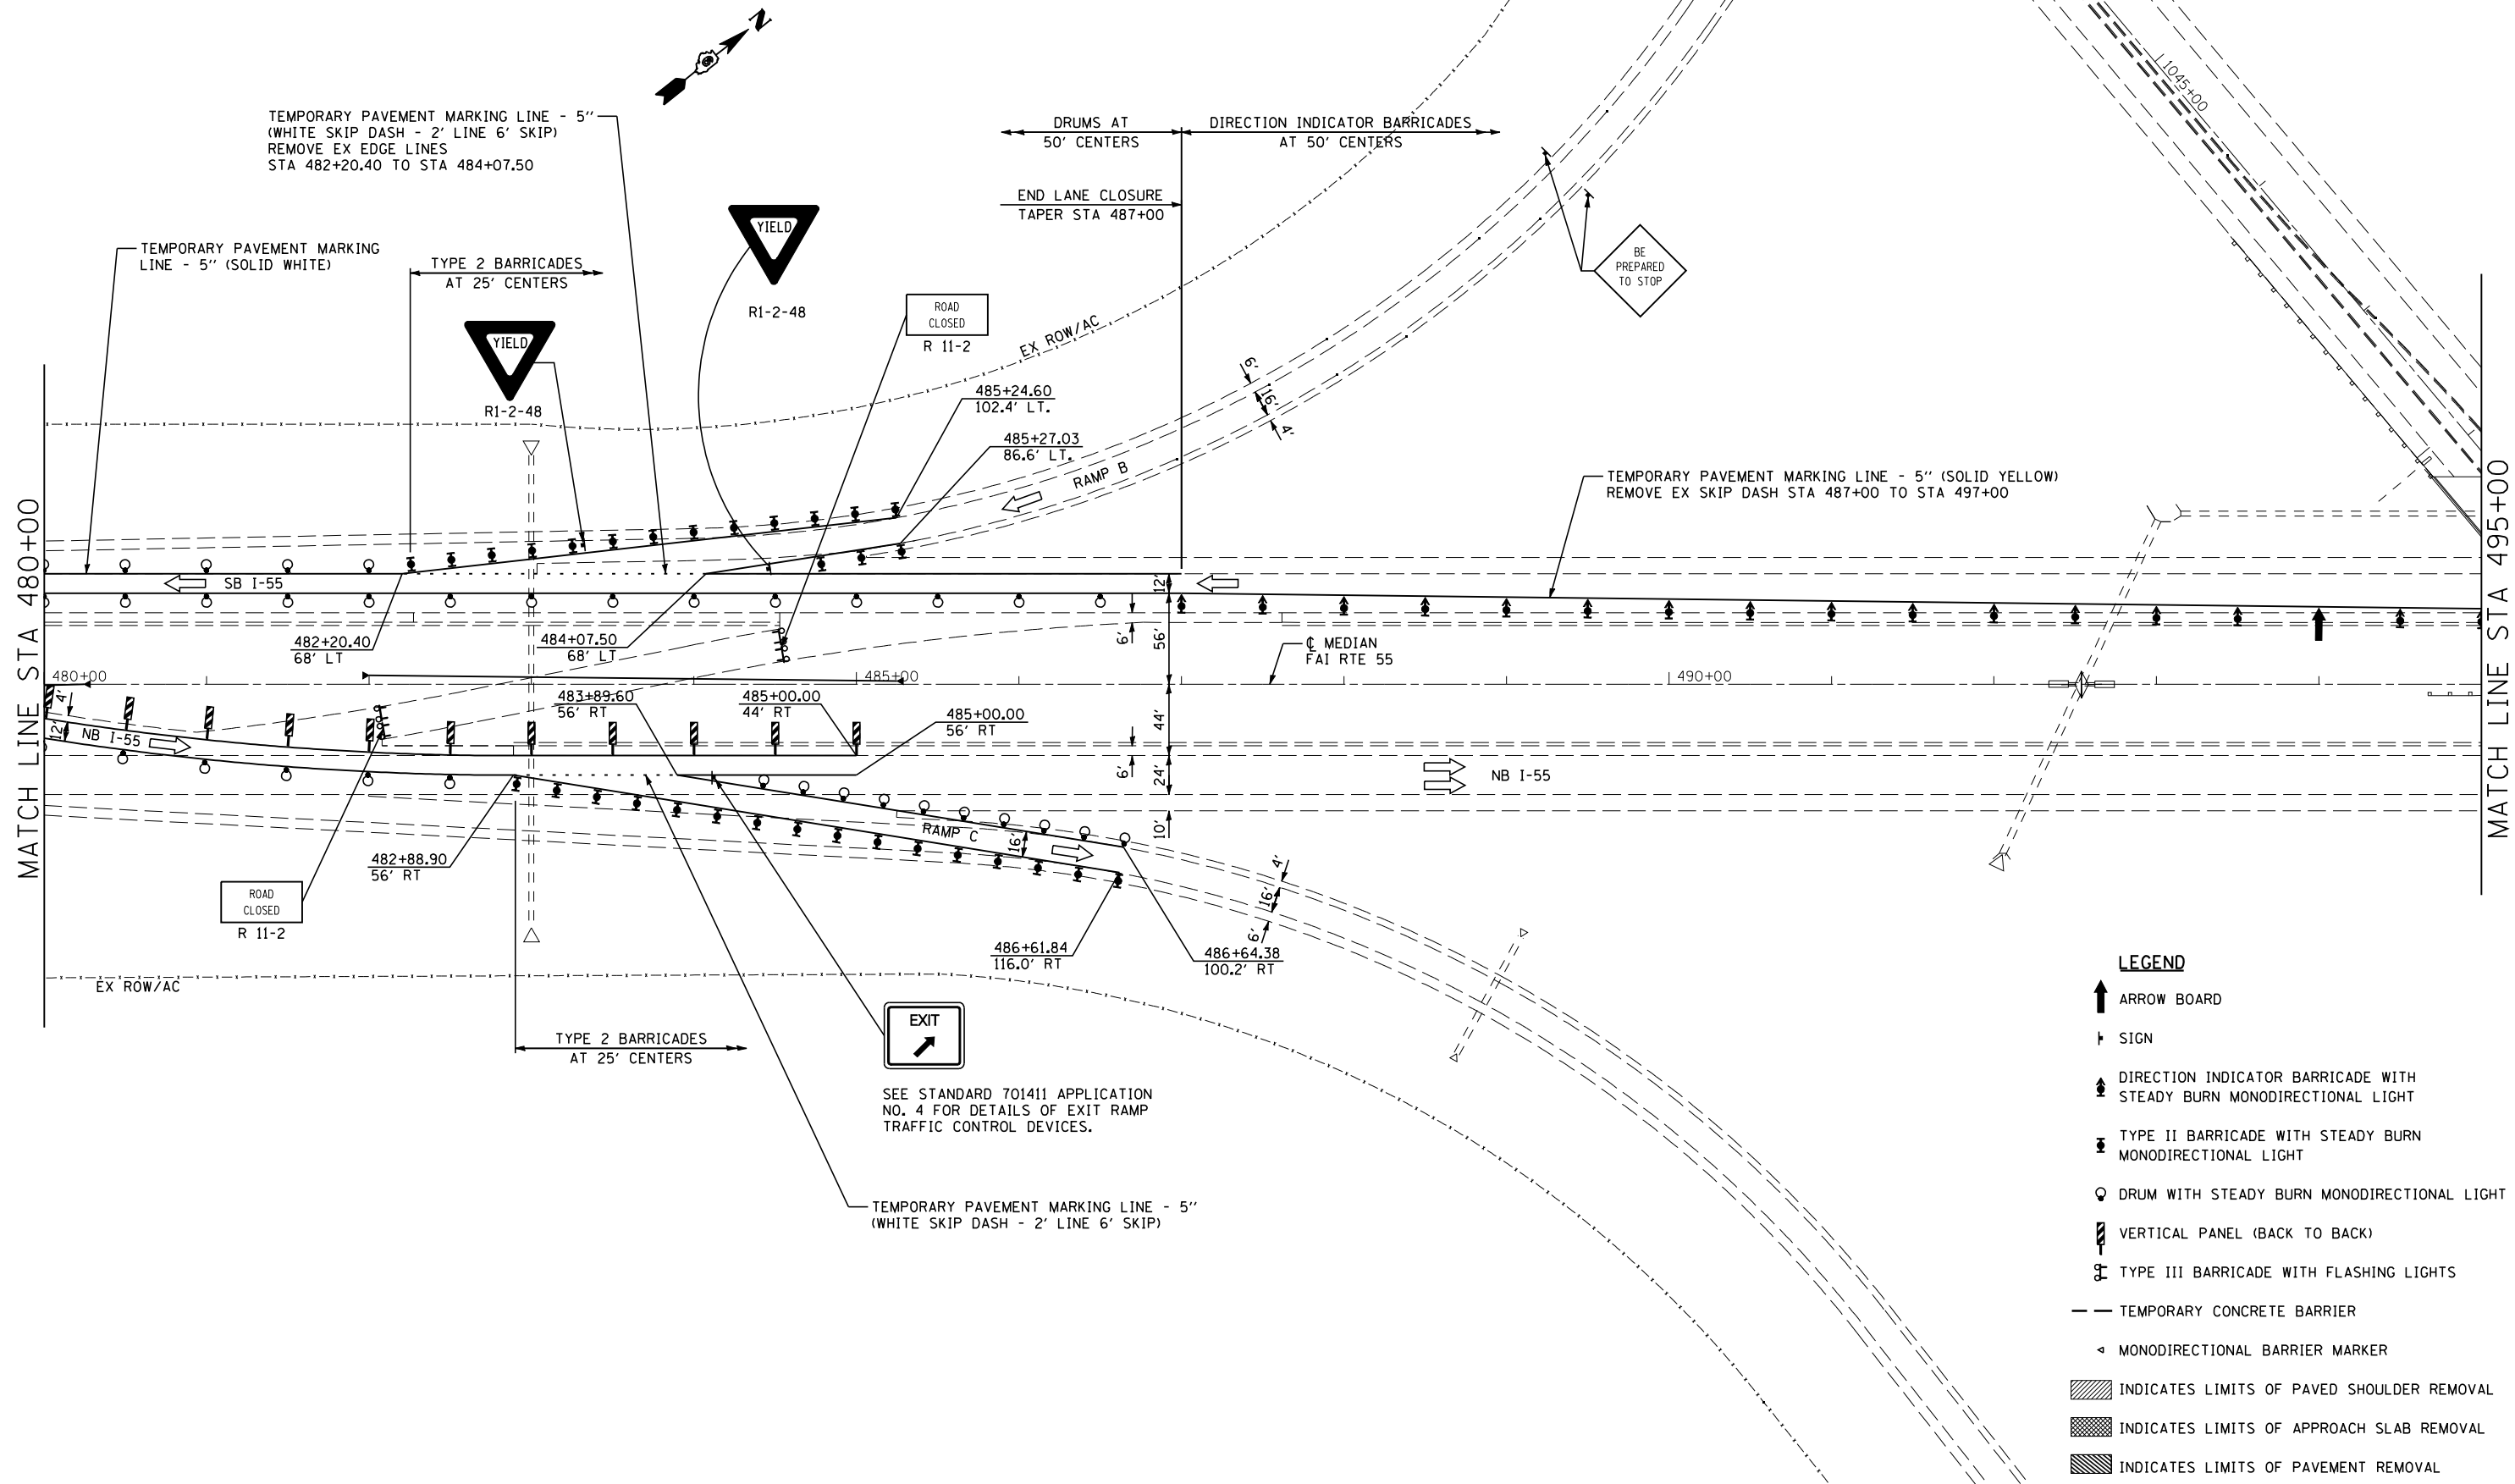 N
TEMPORARY PAVEMENT MARKING LINE - 5"
(WHITE SKIP DASH - 2' LINE 6' SKIP)
REMOVE EX EDGE LINES
STA 482+20.40 TO STA 484+07.50
DRUMS AT
50' CENTERS
DIRECTION INDICATOR BARRICADES
AT 50' CENTERS
1045+00
END LANE CLOSURE
TAPER STA 487+00
YIELD
R1-2-48
TEMPORARY PAVEMENT MARKING
LINE - 5" (SOLID WHITE)
TYPE 2 BARRICADES
AT 25' CENTERS
YIELD
R1-2-48
ROAD
CLOSED
R 11-2
BE
PREPARED
TO STOP
EX ROW/AC
485+24.60
102.4' LT.
485+27.03
86.6' LT.
6'
16'
4'
RAMP B
TEMPORARY PAVEMENT MARKING LINE - 5" (SOLID YELLOW)
REMOVE EX SKIP DASH STA 487+00 TO STA 497+00
MATCH LINE STA 480+00
MATCH LINE STA 495+00
SB I-55
12'
482+20.40
68' LT
484+07.50
68' LT
6'
56'
℄ MEDIAN
FAI RTE 55
480+00
485+00
490+00
4'
12'
NB I-55
483+89.60
56' RT
485+00.00
44' RT
485+00.00
56' RT
44'
6'
24'
NB I-55
10'
RAMP C
16'
482+88.90
56' RT
ROAD
CLOSED
R 11-2
4'
16'
6'
486+61.84
116.0' RT
486+64.38
100.2' RT
EX ROW/AC
EXIT
TYPE 2 BARRICADES
AT 25' CENTERS
SEE STANDARD 701411 APPLICATION
NO. 4 FOR DETAILS OF EXIT RAMP
TRAFFIC CONTROL DEVICES.
TEMPORARY PAVEMENT MARKING LINE - 5"
(WHITE SKIP DASH - 2' LINE 6' SKIP)
LEGEND
ARROW BOARD
SIGN
DIRECTION INDICATOR BARRICADE WITH
STEADY BURN MONODIRECTIONAL LIGHT
TYPE II BARRICADE WITH STEADY BURN
MONODIRECTIONAL LIGHT
DRUM WITH STEADY BURN MONODIRECTIONAL LIGHT
VERTICAL PANEL (BACK TO BACK)
TYPE III BARRICADE WITH FLASHING LIGHTS
TEMPORARY CONCRETE BARRIER
MONODIRECTIONAL BARRIER MARKER
INDICATES LIMITS OF PAVED SHOULDER REMOVAL
INDICATES LIMITS OF APPROACH SLAB REMOVAL
INDICATES LIMITS OF PAVEMENT REMOVAL